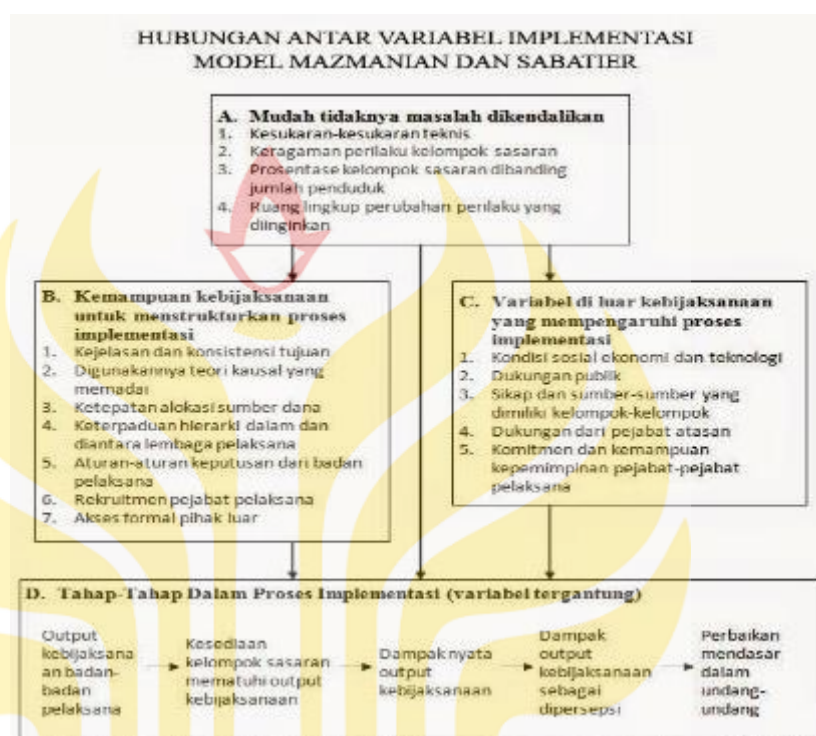 HUBUNGAN ANTAR VARIABEL IMPLEMENTASI
MODEL MAZMANIAN DAN SABATIER
A. Mudah tidaknya masalah dikendalikan
1. Kesukaran-kesukaran teknis
2. Keragaman perilaku kelompok sasaran
3. Prosentase kelompok sasaran dibanding
jumlah penduduk
4. Ruang lingkup perubahan perilaku yang
diinginkan
B. Kemampuan kebijaksanaan
untuk menstrukturkan proses
implementasi
1. Kejelasan dan konsistensi tujuan
2. Digunakannya teori kausal yang
memadai
3. Ketepatan alokasi sumber dana
4. Keterpaduan hierarki dalam dan
diantara lembaga pelaksana
5. Aturan-aturan keputusan dari badan
pelaksana
6. Rekruitmen pejabat pelaksana
7. Akses formal pihak luar
C. Variabel di luar kebijaksanaan
yang mempengaruhi proses
implementasi
1. Kondisi sosial ekonomi dan teknologi
2. Dukungan publik
3. Sikap dan sumber-sumber yang
dimiliki kelompok-kelompok
4. Dukungan dari pejabat atasan
5. Komitmen dan kemampuan
kepemimpinan pejabat-pejabat
pelaksana
D. Tahap-Tahap Dalam Proses Implementasi (variabel tergantung)
Output
kebijaksana
an badan-
badan
pelaksana
Kesediaan
kelompok sasaran
mematuhi output
kebijaksanaan
Dampak nyata
output
kebijaksanaan
Dampak
output
kebijaksanaan
sebagai
dipersepsi
Perbaikan
mendasar
dalam
undang-
undang